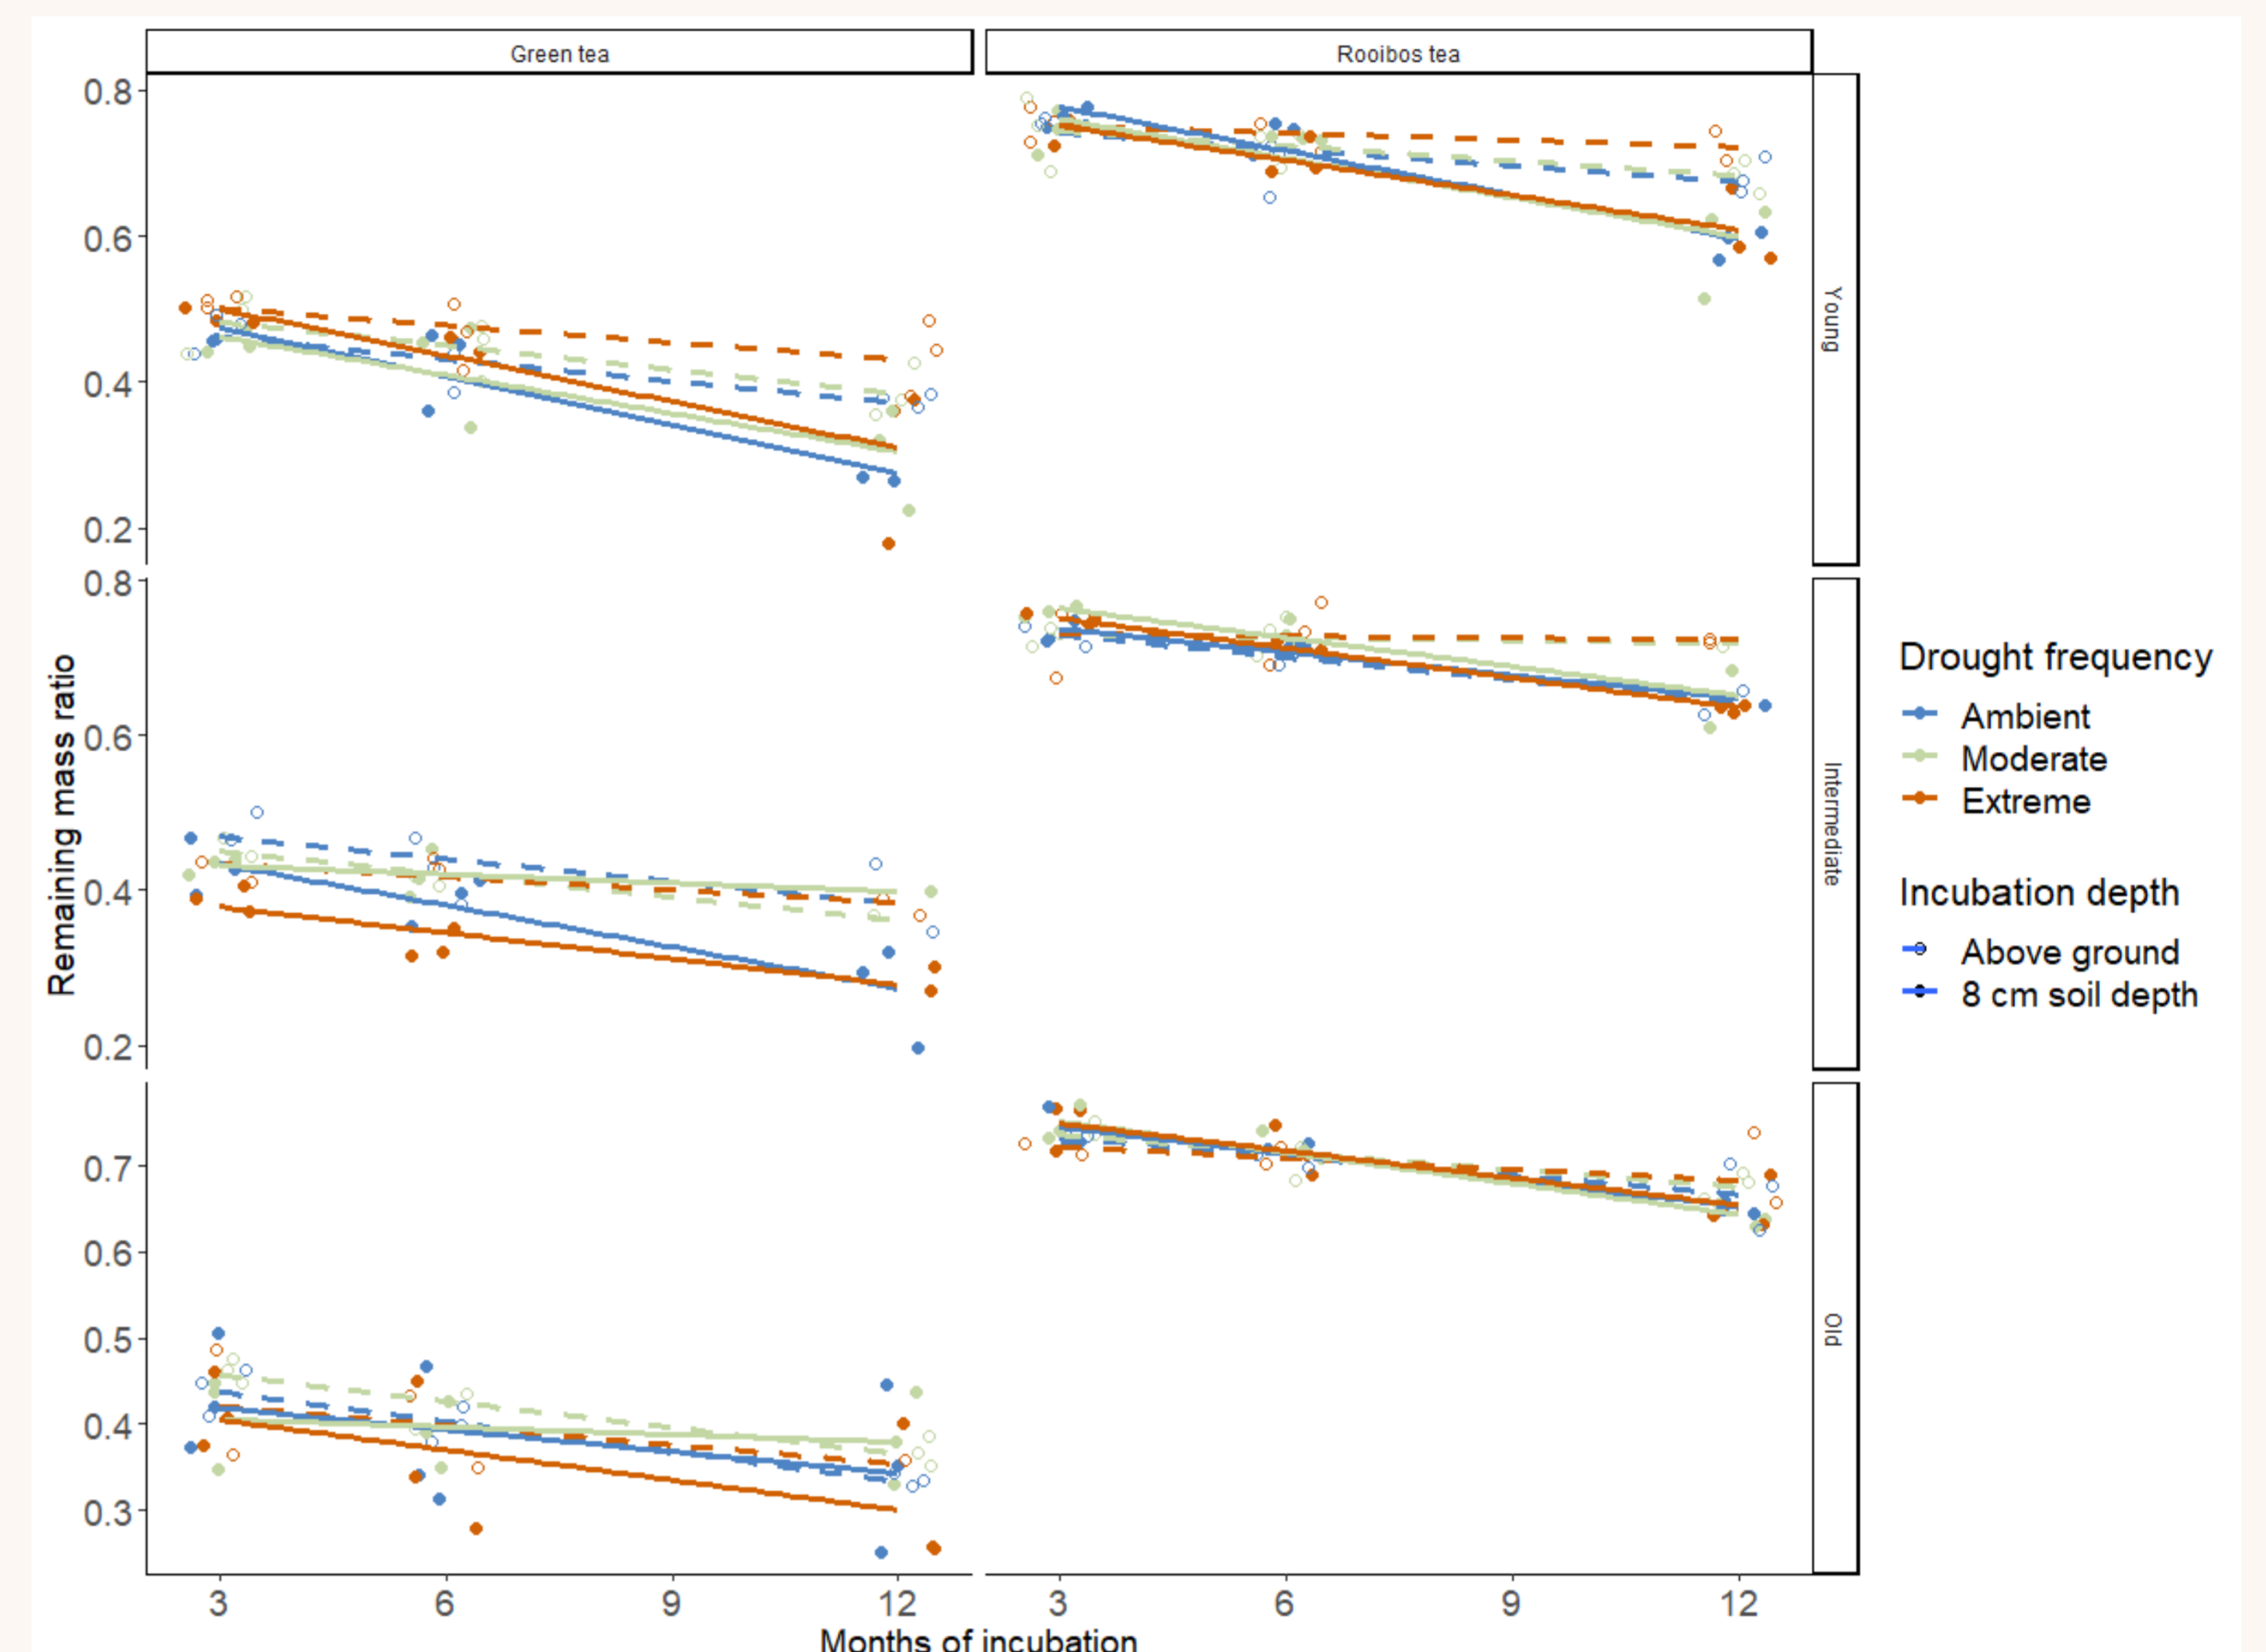 Green tea
Rooibos tea
0.8
0.6
0.4
0.2
Young
0.8
0.6
0.4
0.2
Intermediate
0.7
0.6
0.5
0.4
0.3
Old
Remaining mass ratio
3
6
9
12
3
6
9
12
Months of incubation
Drought frequency
Ambient
Moderate
Extreme
Incubation depth
Above ground
8 cm soil depth